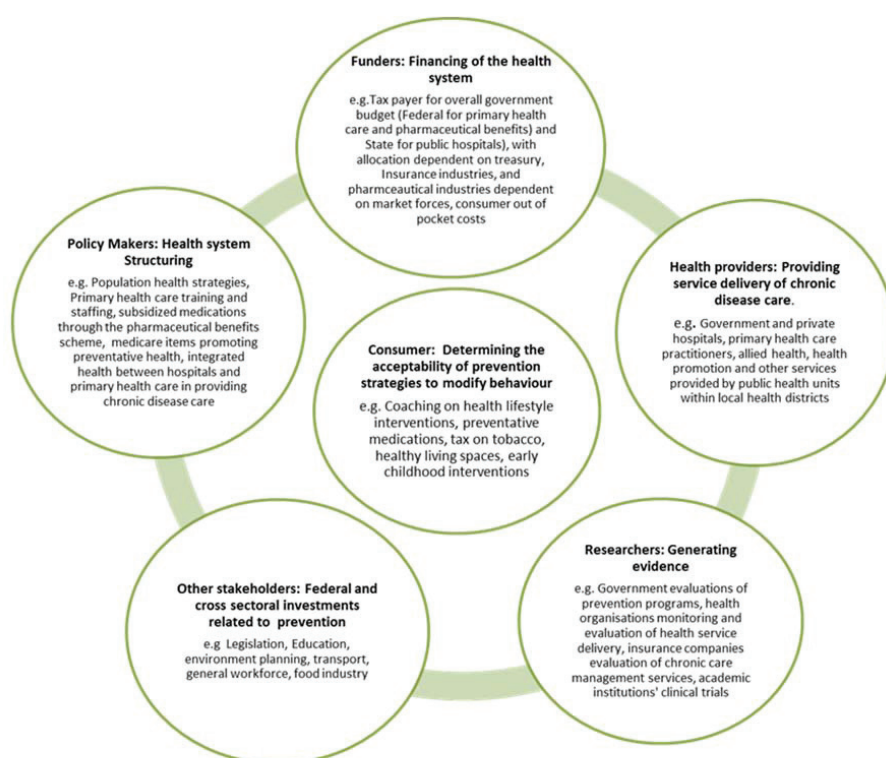 Funders: Financing of the health
system
e.g.Tax payer for overall government
budget (Federal for primary health
care and pharmaceutical benefits) and
State for public hospitals), with
allocation dependent on treasury,
Insurance industries, and
pharmceautical industries dependent
on market forces, consumer out of
pocket costs
Policy Makers: Health system
Structuring
e.g. Population health strategies,
Primary health care training and
staffing, subsidized medications
through the pharmaceutical benefits
scheme, medicare items promoting
preventative health, integrated
health between hospitals and
primary health care in providing
chronic disease care
Health providers: Providing
service delivery of chronic
disease care.
e.g. Government and private
hospitals, primary health care
practitioners, allied health, health
promotion and other services
provided by public health units
within local health districts
Consumer: Determining the
acceptability of prevention
strategies to modify behaviour
e.g. Coaching on health lifestyle
interventions, preventative
medications, tax on tobacco,
healthy living spaces, early
childhood interventions
Other stakeholders: Federal and
cross sectoral investments
related to prevention
e.g Legislation, Education,
environment planning, transport,
general workforce, food industry
Researchers: Generating
evidence
e.g. Government evaluations of
prevention programs, health
organisations monitoring and
evaluation of health service
delivery, insurance companies
evaluation of chronic care
management services, academic
institutions' clinical trials